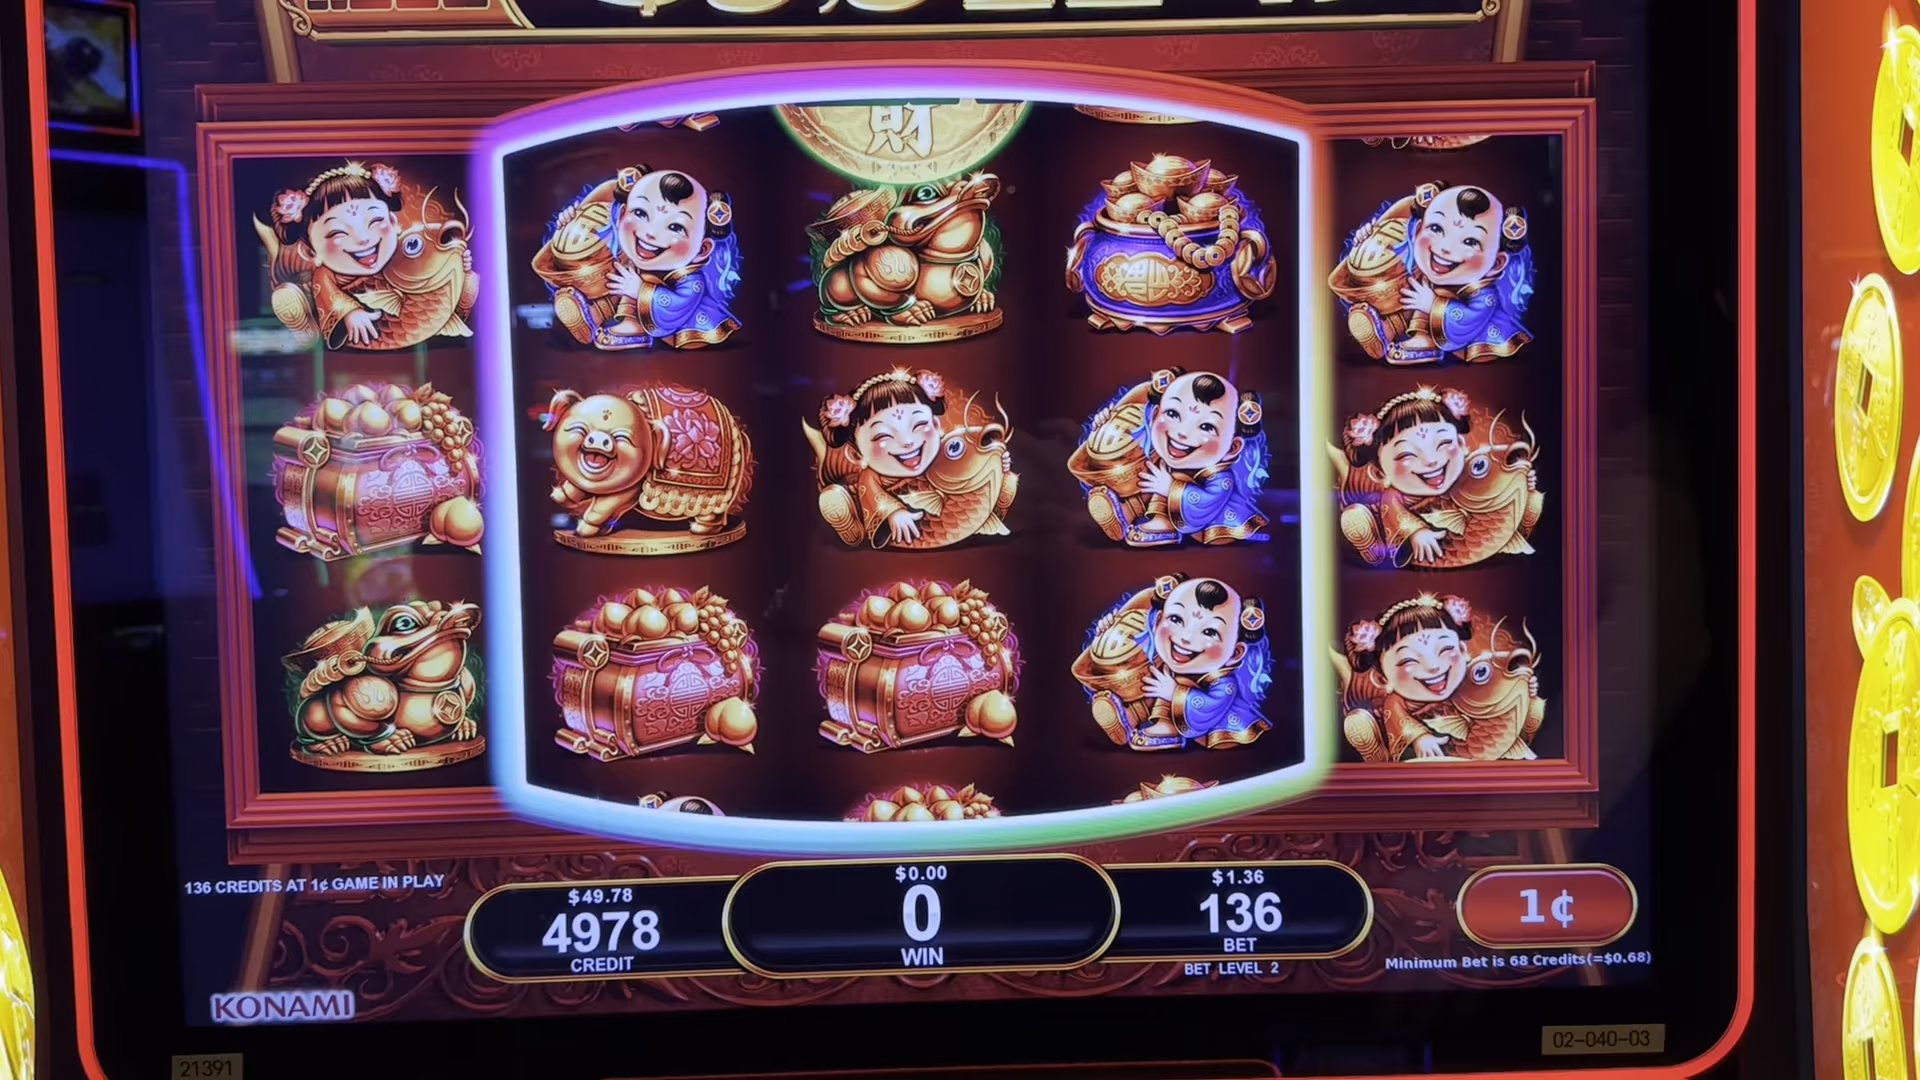 財
136 CREDITS AT 1¢ GAME IN PLAY
$49.78
4978
CREDIT
$0.00
0
WIN
$1.36
136
BET
BET LEVEL 2
1¢
Minimum Bet is 68 Credits(=$0.68)
KONAMI
21391
02-040-03